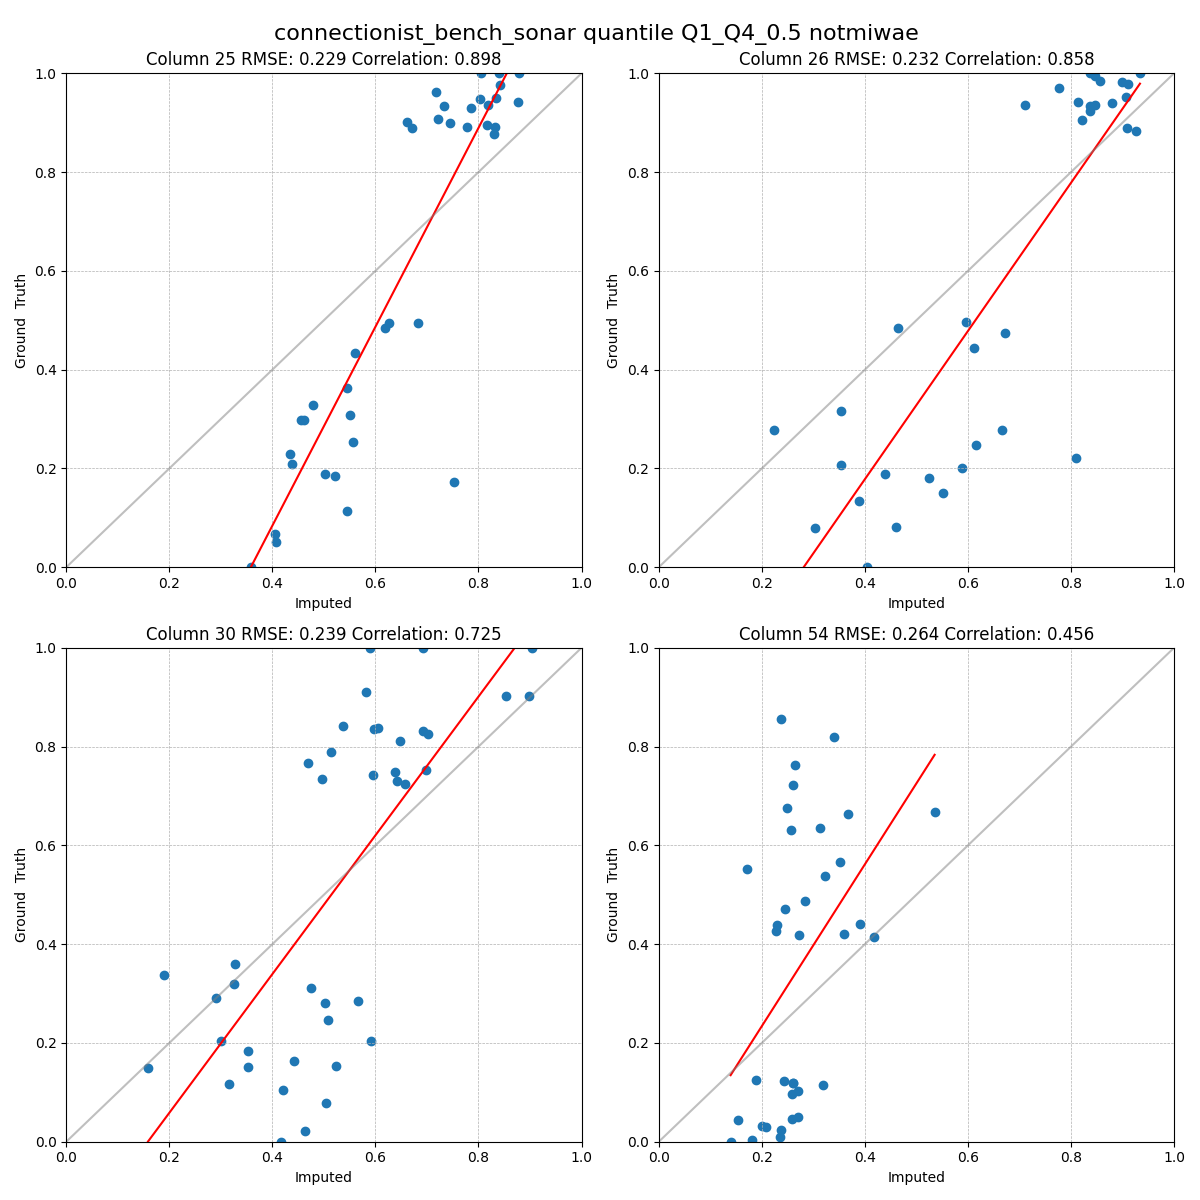 connectionist_bench_sonar quantile Q1_Q4_0.5 notmiwae
Column 25 RMSE: 0.229 Correlation: 0.898
1.0
0.8
0.6
0.4
0.2
0.0
Ground Truth
0.0 0.2 0.4 0.6 0.8 1.0
Imputed
Column 26 RMSE: 0.232 Correlation: 0.858
1.0
0.8
0.6
0.4
0.2
0.0
Ground Truth
0.0 0.2 0.4 0.6 0.8 1.0
Imputed
Column 30 RMSE: 0.239 Correlation: 0.725
1.0
0.8
0.6
0.4
0.2
0.0
Ground Truth
0.0 0.2 0.4 0.6 0.8 1.0
Imputed
Column 54 RMSE: 0.264 Correlation: 0.456
1.0
0.8
0.6
0.4
0.2
0.0
Ground Truth
0.0 0.2 0.4 0.6 0.8 1.0
Imputed